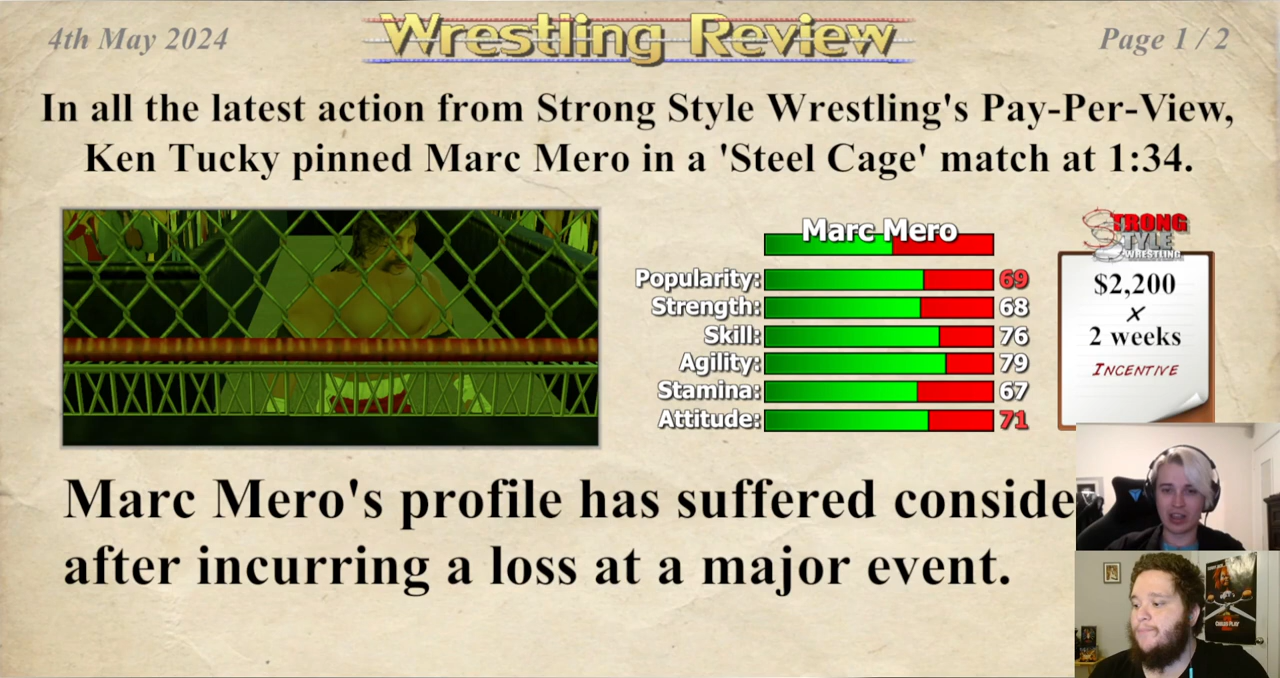 4th May 2024
Wrestling Review
Page 1 / 2
In all the latest action from Strong Style Wrestling's Pay-Per-View,
Ken Tucky pinned Marc Mero in a 'Steel Cage' match at 1:34.
Marc Mero
Popularity: 69
Strength: 68
Skill: 76
Agility: 79
Stamina: 67
Attitude: 71
STRONG
STYLE
WRESTLING
$2,200
x
2 weeks
INCENTIVE
Marc Mero's profile has suffered conside
after incurring a loss at a major event.